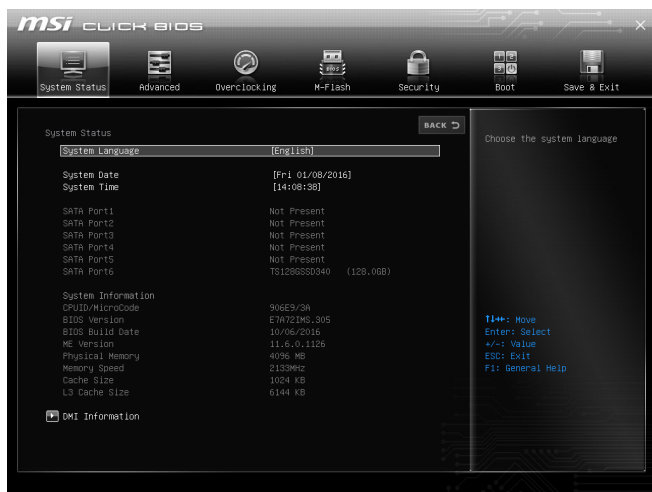 msi CLICK BIOS
System Status Advanced Overclocking M-Flash Security Boot Save & Exit
BIOS
System Status
BACK
System Language [English]
System Date [Fri 01/08/2016]
System Time [14:08:38]
SATA Port1 Not Present
SATA Port2 Not Present
SATA Port3 Not Present
SATA Port4 Not Present
SATA Port5 Not Present
SATA Port6 TS128GSSD340 (128.0GB)
System Information
CPUID/MicroCode 906E9/3A
BIOS Version E7A72IMS.305
BIOS Build Date 10/06/2016
ME Version 11.6.0.1126
Physical Memory 4096 MB
Memory Speed 2133MHz
Cache Size 1024 KB
L3 Cache Size 6144 KB
DMI Information
Choose the system language
↑↓→←: Move
Enter: Select
+/-: Value
ESC: Exit
F1: General Help